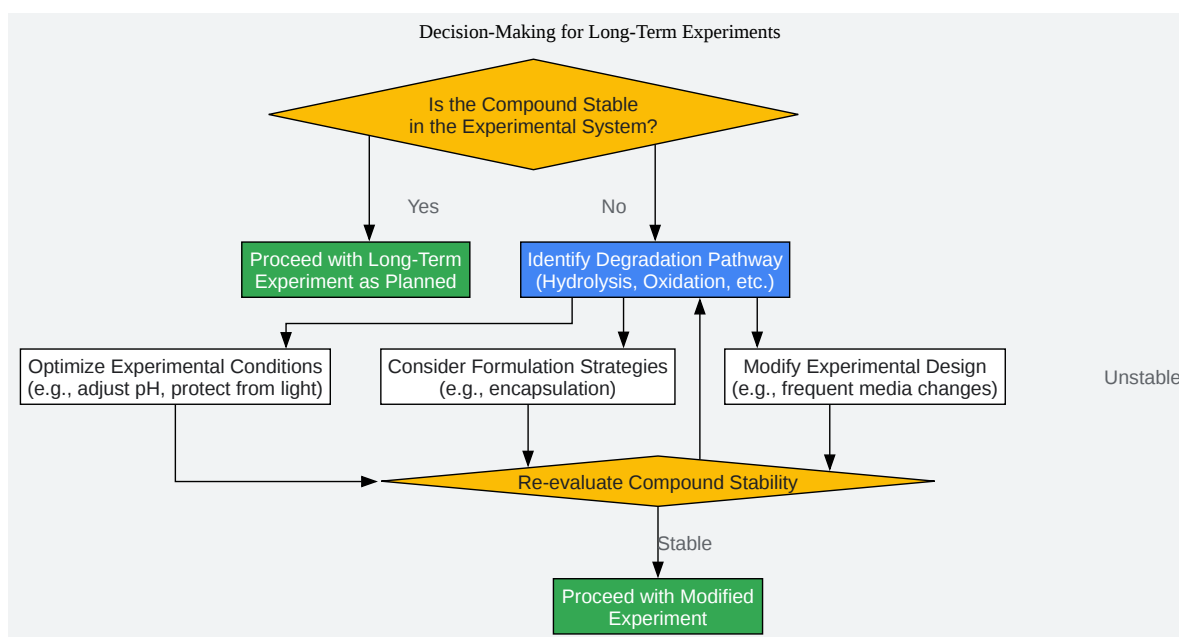 Decision-Making for Long-Term Experiments
Is the Compound Stable
in the Experimental System?
Yes
No
Proceed with Long-Term
Experiment as Planned
Identify Degradation Pathway
(Hydrolysis, Oxidation, etc.)
Optimize Experimental Conditions
(e.g., adjust pH, protect from light)
Consider Formulation Strategies
(e.g., encapsulation)
Modify Experimental Design
(e.g., frequent media changes)
Unstable
Re-evaluate Compound Stability
Stable
Proceed with Modified
Experiment